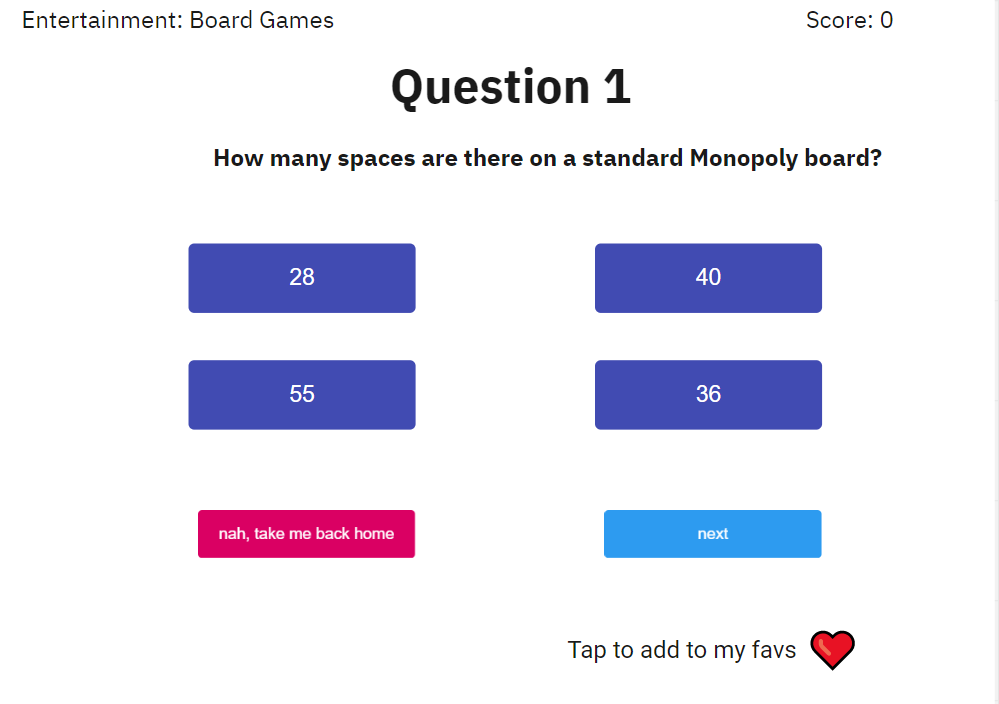 Entertainment: Board Games
Score: 0
Question 1
How many spaces are there on a standard Monopoly board?
28
40
55
36
nah, take me back home
next
Tap to add to my favs